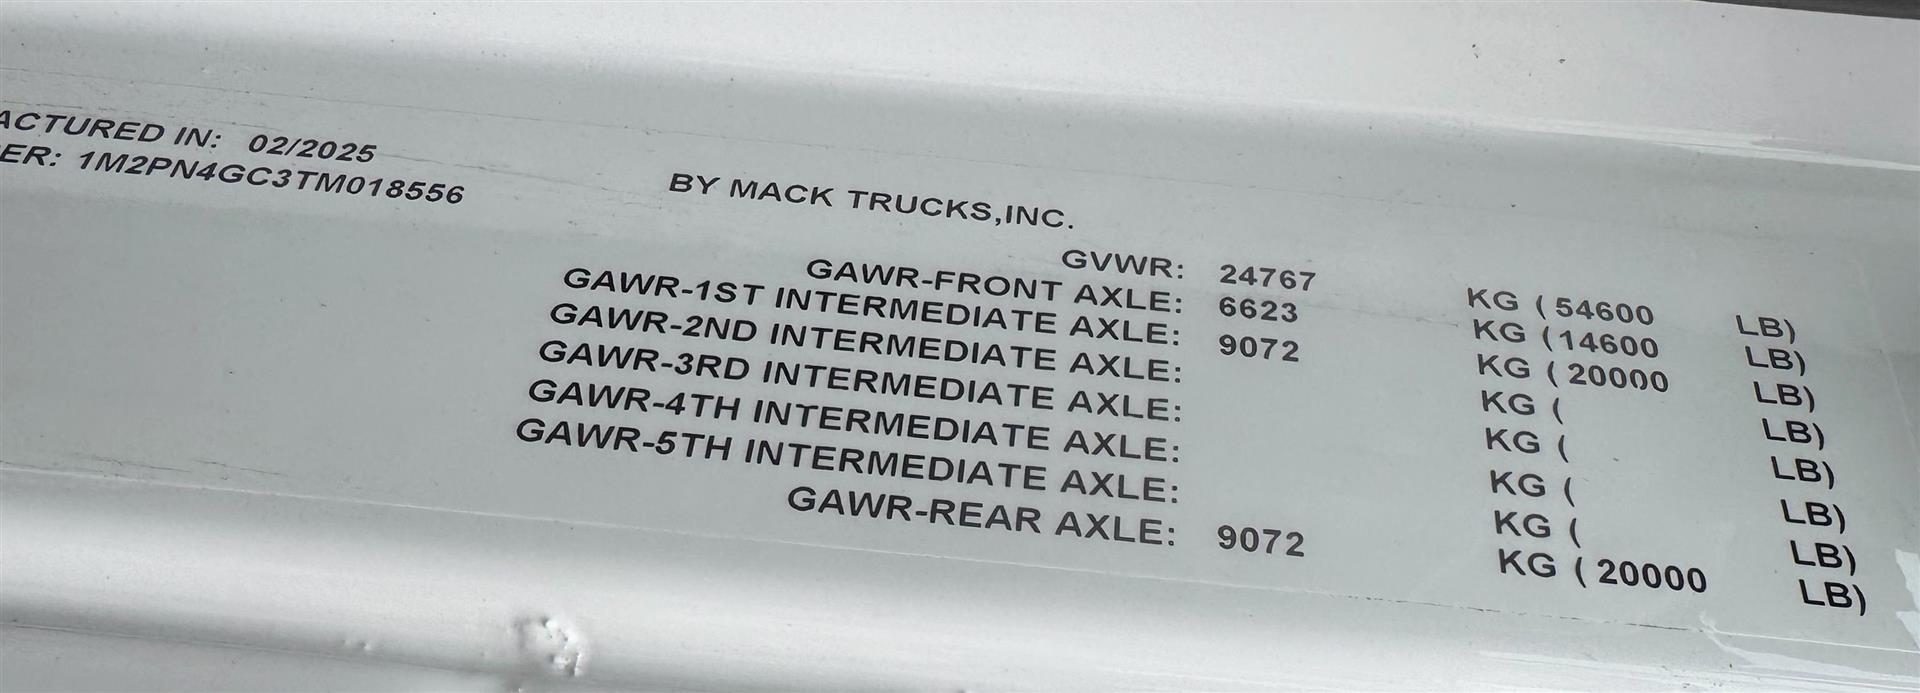 ACTURED IN: 02/2025
ER: 1M2PN4GC3TM018556
BY MACK TRUCKS,INC.
GVWR: 24767 KG (54600 LB)
GAWR-FRONT AXLE: 6623 KG (14600 LB)
GAWR-1ST INTERMEDIATE AXLE: 9072 KG (20000 LB)
GAWR-2ND INTERMEDIATE AXLE: KG ( LB)
GAWR-3RD INTERMEDIATE AXLE: KG ( LB)
GAWR-4TH INTERMEDIATE AXLE: KG ( LB)
GAWR-5TH INTERMEDIATE AXLE: KG ( LB)
GAWR-REAR AXLE: 9072 KG (20000 LB)